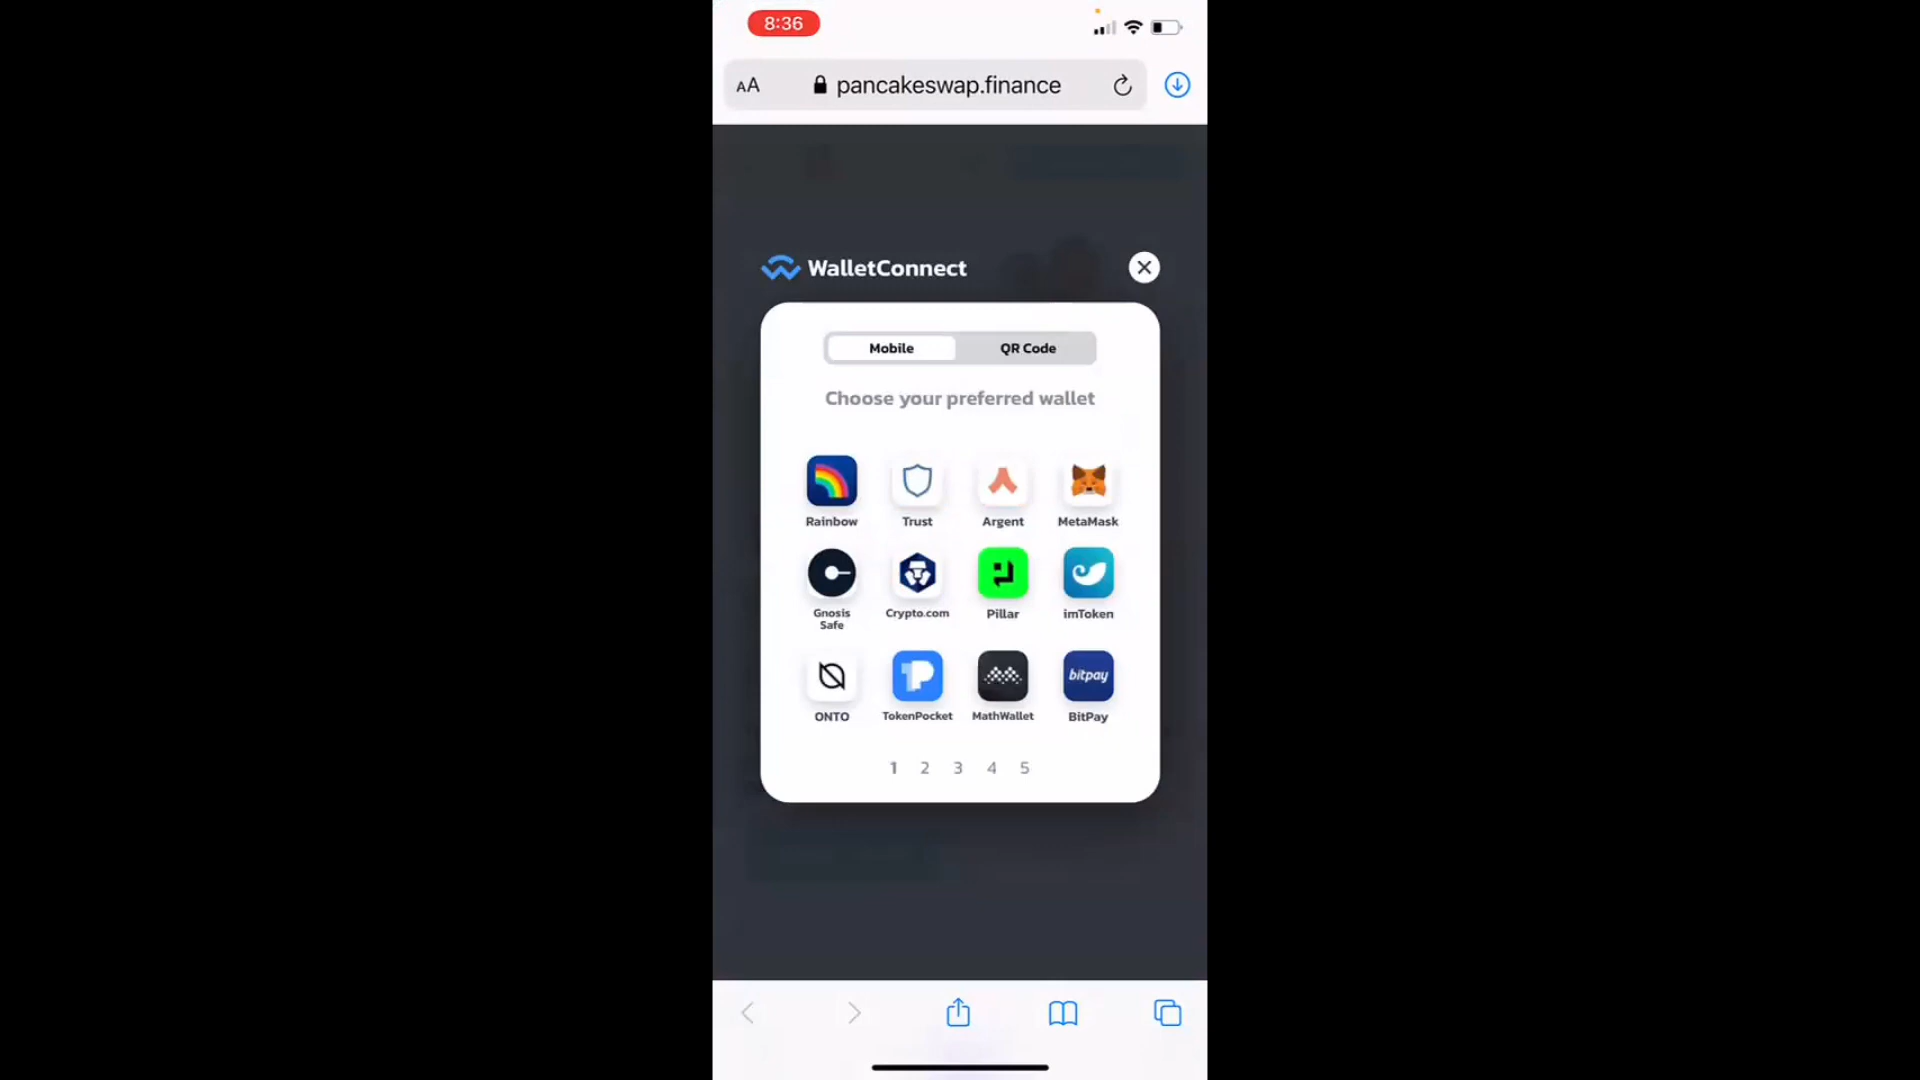 8:36
AA pancakeswap.finance
WalletConnect
Mobile QR Code
Choose your preferred wallet
Rainbow Trust Argent MetaMask
Gnosis Safe Crypto.com Pillar imToken
bitpay
ONTO TokenPocket MathWallet BitPay
1 2 3 4 5